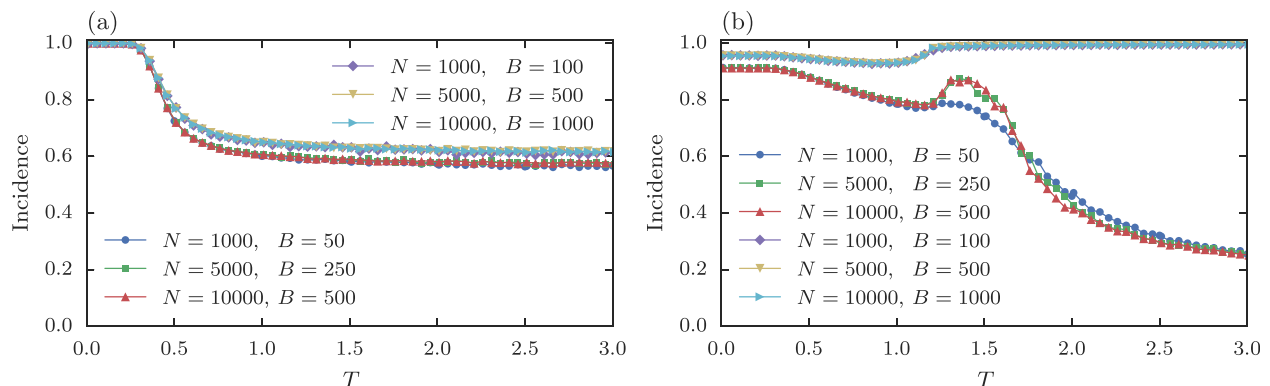 (a)
1.0
0.8
0.6
0.4
0.2
0.0
Incidence
N = 1000, B = 100
N = 5000, B = 500
N = 10000, B = 1000
N = 1000, B = 50
N = 5000, B = 250
N = 10000, B = 500
0.0 0.5 1.0 1.5 2.0 2.5 3.0
T
(b)
1.0
0.8
0.6
0.4
0.2
0.0
Incidence
N = 1000, B = 50
N = 5000, B = 250
N = 10000, B = 500
N = 1000, B = 100
N = 5000, B = 500
N = 10000, B = 1000
0.0 0.5 1.0 1.5 2.0 2.5 3.0
T